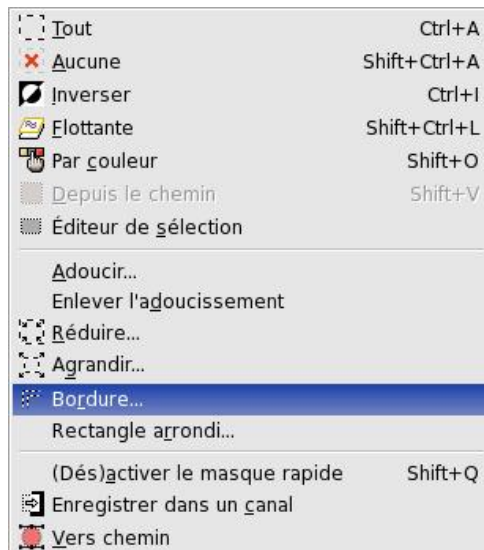 Tout Ctrl+A
Aucune Shift+Ctrl+A
Inverser Ctrl+I
Flottante Shift+Ctrl+L
Par couleur Shift+O
Depuis le chemin Shift+V
Éditeur de sélection
Adoucir...
Enlever l'adoucissement
Réduire...
Agrandir...
Bordure...
Rectangle arrondi...
(Dés)activer le masque rapide Shift+Q
Enregistrer dans un canal
Vers chemin